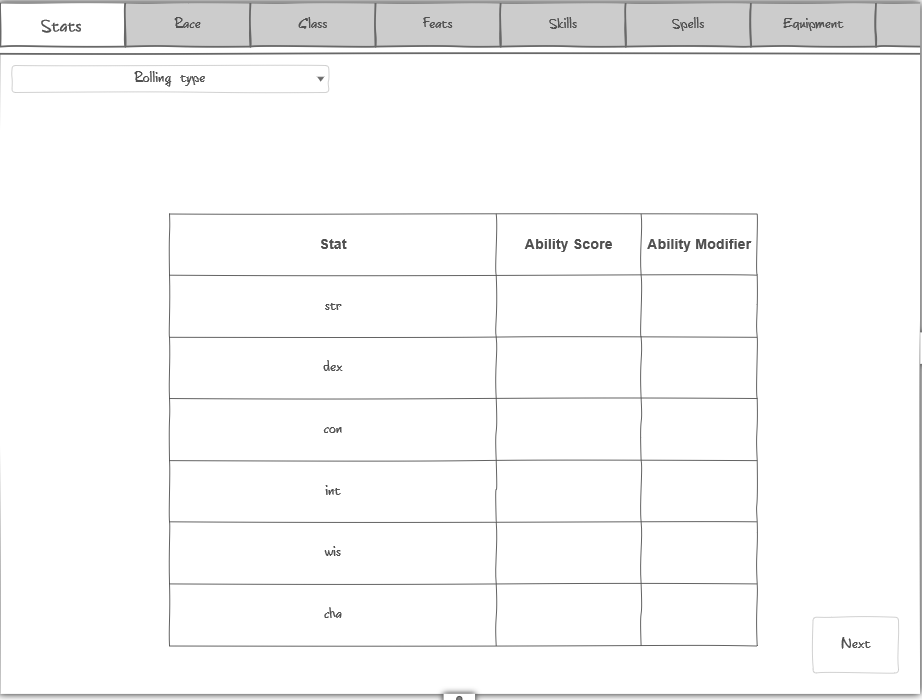 Stats Race Class Feats Skills Spells Equipment
Rolling type
Stat Ability Score Ability Modifier
str
dex
con
int
wis
cha
Next